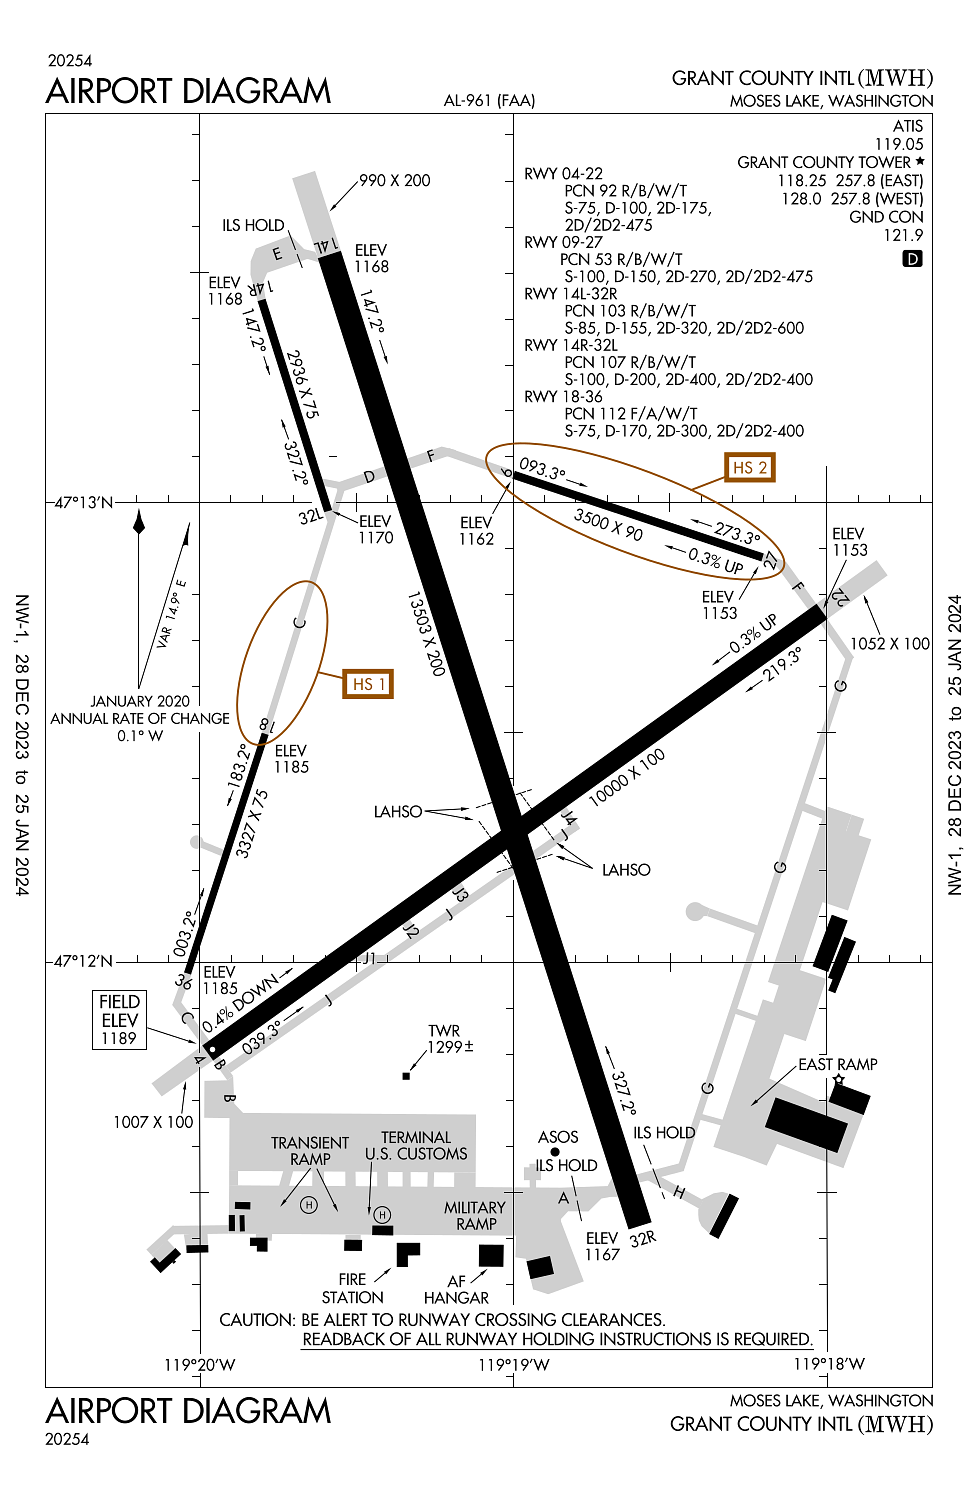 20254
AIRPORT DIAGRAM
AL-961 (FAA)
GRANT COUNTY INTL (MWH)
MOSES LAKE, WASHINGTON
ATIS
119.05
GRANT COUNTY TOWER ★
118.25 257.8 (EAST)
128.0 257.8 (WEST)
GND CON
121.9
D
RWY 04-22
PCN 92 R/B/W/T
S-75, D-100, 2D-175,
2D/2D2-475
RWY 09-27
PCN 53 R/B/W/T
S-100, D-150, 2D-270, 2D/2D2-475
RWY 14L-32R
PCN 103 R/B/W/T
S-85, D-155, 2D-320, 2D/2D2-600
RWY 14R-32L
PCN 107 R/B/W/T
S-100, D-200, 2D-400, 2D/2D2-400
RWY 18-36
PCN 112 F/A/W/T
S-75, D-170, 2D-300, 2D/2D2-400
990 X 200
ILS HOLD
E
14L
ELEV
1168
ELEV
1168
14R
147.2°
147.2°
2936 X 75
327.2°
32L
ELEV
1170
D
F
9
093.3°
HS 2
3500 X 90
273.3°
0.3% UP
27
ELEV
1162
ELEV
1153
ELEV
1153
F
22
1052 X 100
47°13'N
VAR 14.9° E
JANUARY 2020
ANNUAL RATE OF CHANGE
0.1° W
C
HS 1
18
ELEV
1185
183.2°
3327 X 75
003.2°
36
ELEV
1185
13503 X 200
0.3% UP
219.3°
G
10000 X 100
LAHSO
LAHSO
J4
J
J3
J
J2
J1
J
G
47°12'N
FIELD
ELEV
1189
C
0.4% DOWN
039.3°
4
B
B
1007 X 100
TWR
1299±
327.2°
G
EAST RAMP
ASOS
ILS HOLD
ILS HOLD
A
H
32R
ELEV
1167
TRANSIENT
RAMP
TERMINAL
U.S. CUSTOMS
H
H
MILITARY
RAMP
FIRE
STATION
AF
HANGAR
CAUTION: BE ALERT TO RUNWAY CROSSING CLEARANCES.
READBACK OF ALL RUNWAY HOLDING INSTRUCTIONS IS REQUIRED.
119°20'W
119°19'W
119°18'W
NW-1, 28 DEC 2023 to 25 JAN 2024
NW-1, 28 DEC 2023 to 25 JAN 2024
AIRPORT DIAGRAM
20254
MOSES LAKE, WASHINGTON
GRANT COUNTY INTL (MWH)